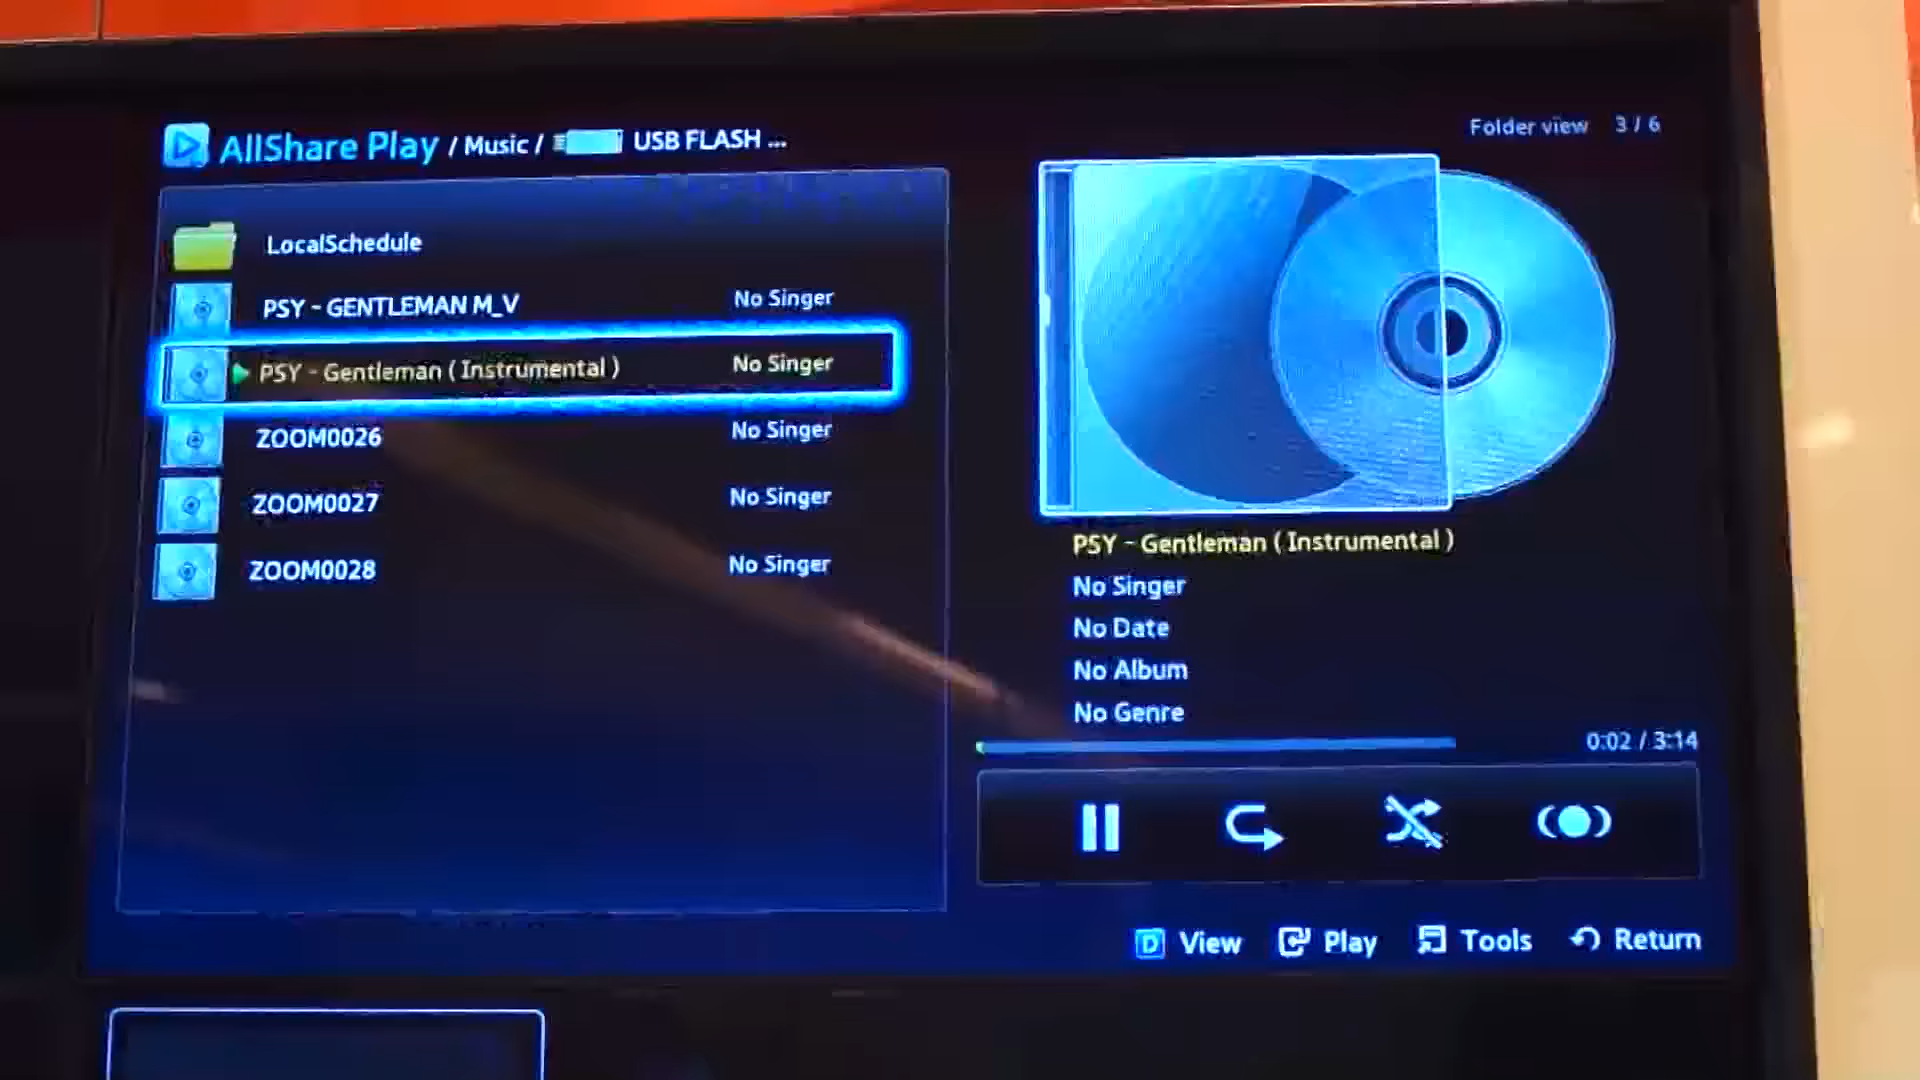 AllShare Play / Music / USB FLASH ...
Folder view 3 / 6
LocalSchedule
PSY - GENTLEMAN M_V No Singer
PSY - Gentleman ( Instrumental ) No Singer
ZOOM0026 No Singer
ZOOM0027 No Singer
ZOOM0028 No Singer
PSY - Gentleman ( Instrumental )
No Singer
No Date
No Album
No Genre
0:02 / 3:14
D View Play Tools Return